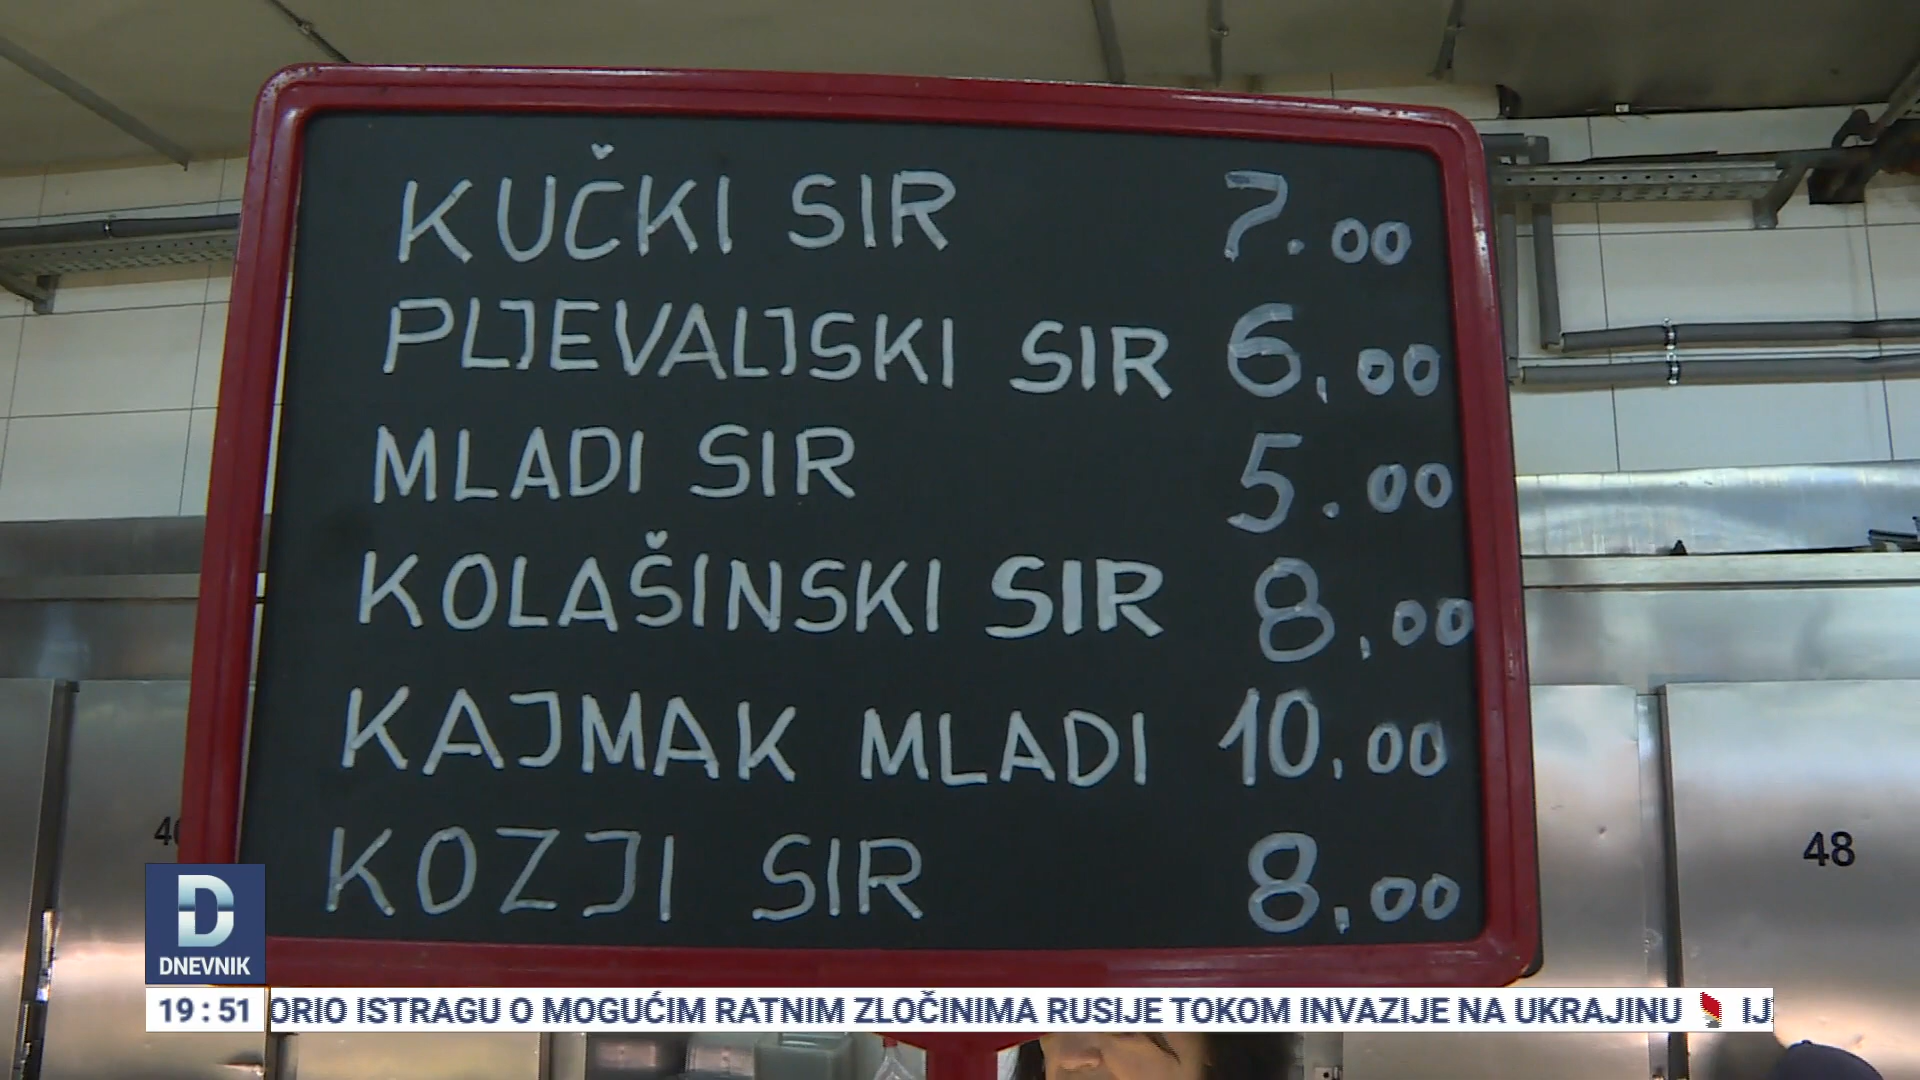 KUČKI SIR 7.00
PLJEVALJSKI SIR 6,00
MLADI SIR 5.00
KOLAŠINSKI SIR 8,00
KAJMAK MLADI 10,00
KOZJI SIR 8,00
48
D
DNEVNIK
19:51 ORIO ISTRAGU O MOGUĆIM RATNIM ZLOČINIMA RUSIJE TOKOM INVAZIJE NA UKRAJINU